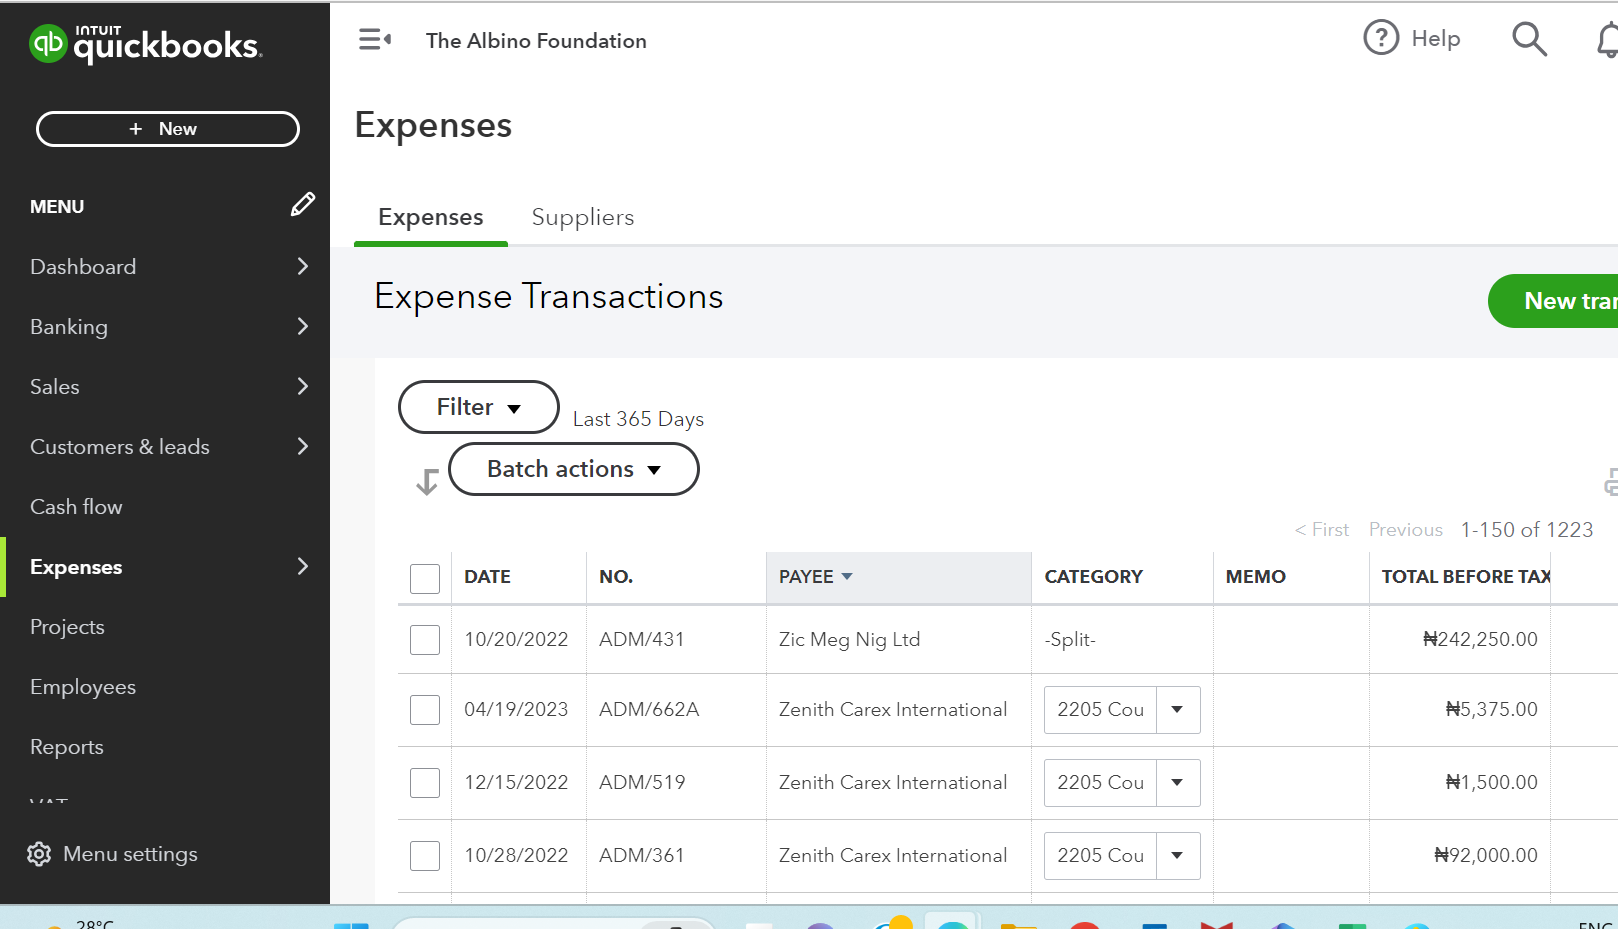 INTUIT
quickbooks.
The Albino Foundation
? Help
+ New
Expenses
MENU
Expenses Suppliers
Dashboard
Banking
Sales
Customers & leads
Cash flow
Expenses
Projects
Employees
Reports
VAT
Menu settings
Expense Transactions
New tran
Filter
Last 365 Days
Batch actions
< First Previous 1-150 of 1223
DATE NO. PAYEE CATEGORY MEMO TOTAL BEFORE TAX
10/20/2022 ADM/431 Zic Meg Nig Ltd -Split- ₦242,250.00
04/19/2023 ADM/662A Zenith Carex International 2205 Cou ₦5,375.00
12/15/2022 ADM/519 Zenith Carex International 2205 Cou ₦1,500.00
10/28/2022 ADM/361 Zenith Carex International 2205 Cou ₦92,000.00
28°C
ENG